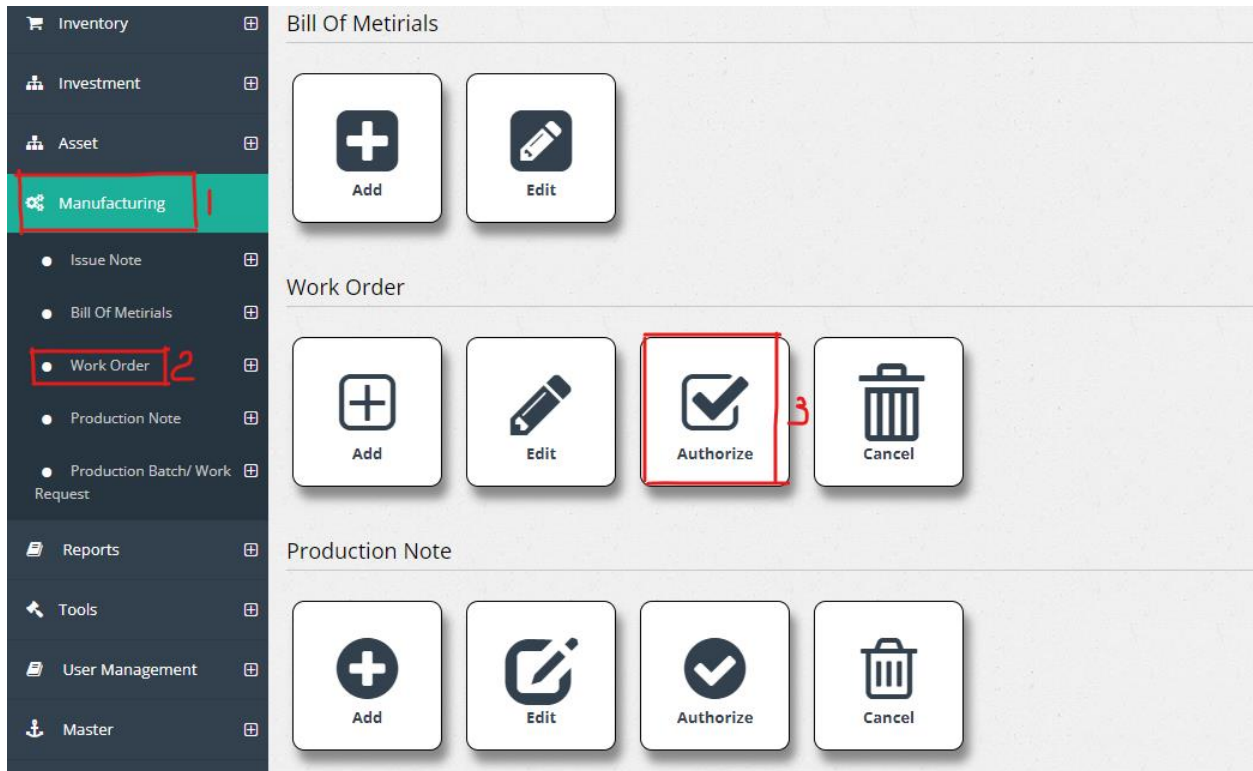 Inventory
Investment
Asset
Manufacturing 1
Issue Note
Bill Of Metirials
Work Order 2
Production Note
Production Batch/ Work
Request
Reports
Tools
User Management
Master
Bill Of Metirials
Add Edit
Work Order
Add Edit Authorize 3 Cancel
Production Note
Add Edit Authorize Cancel